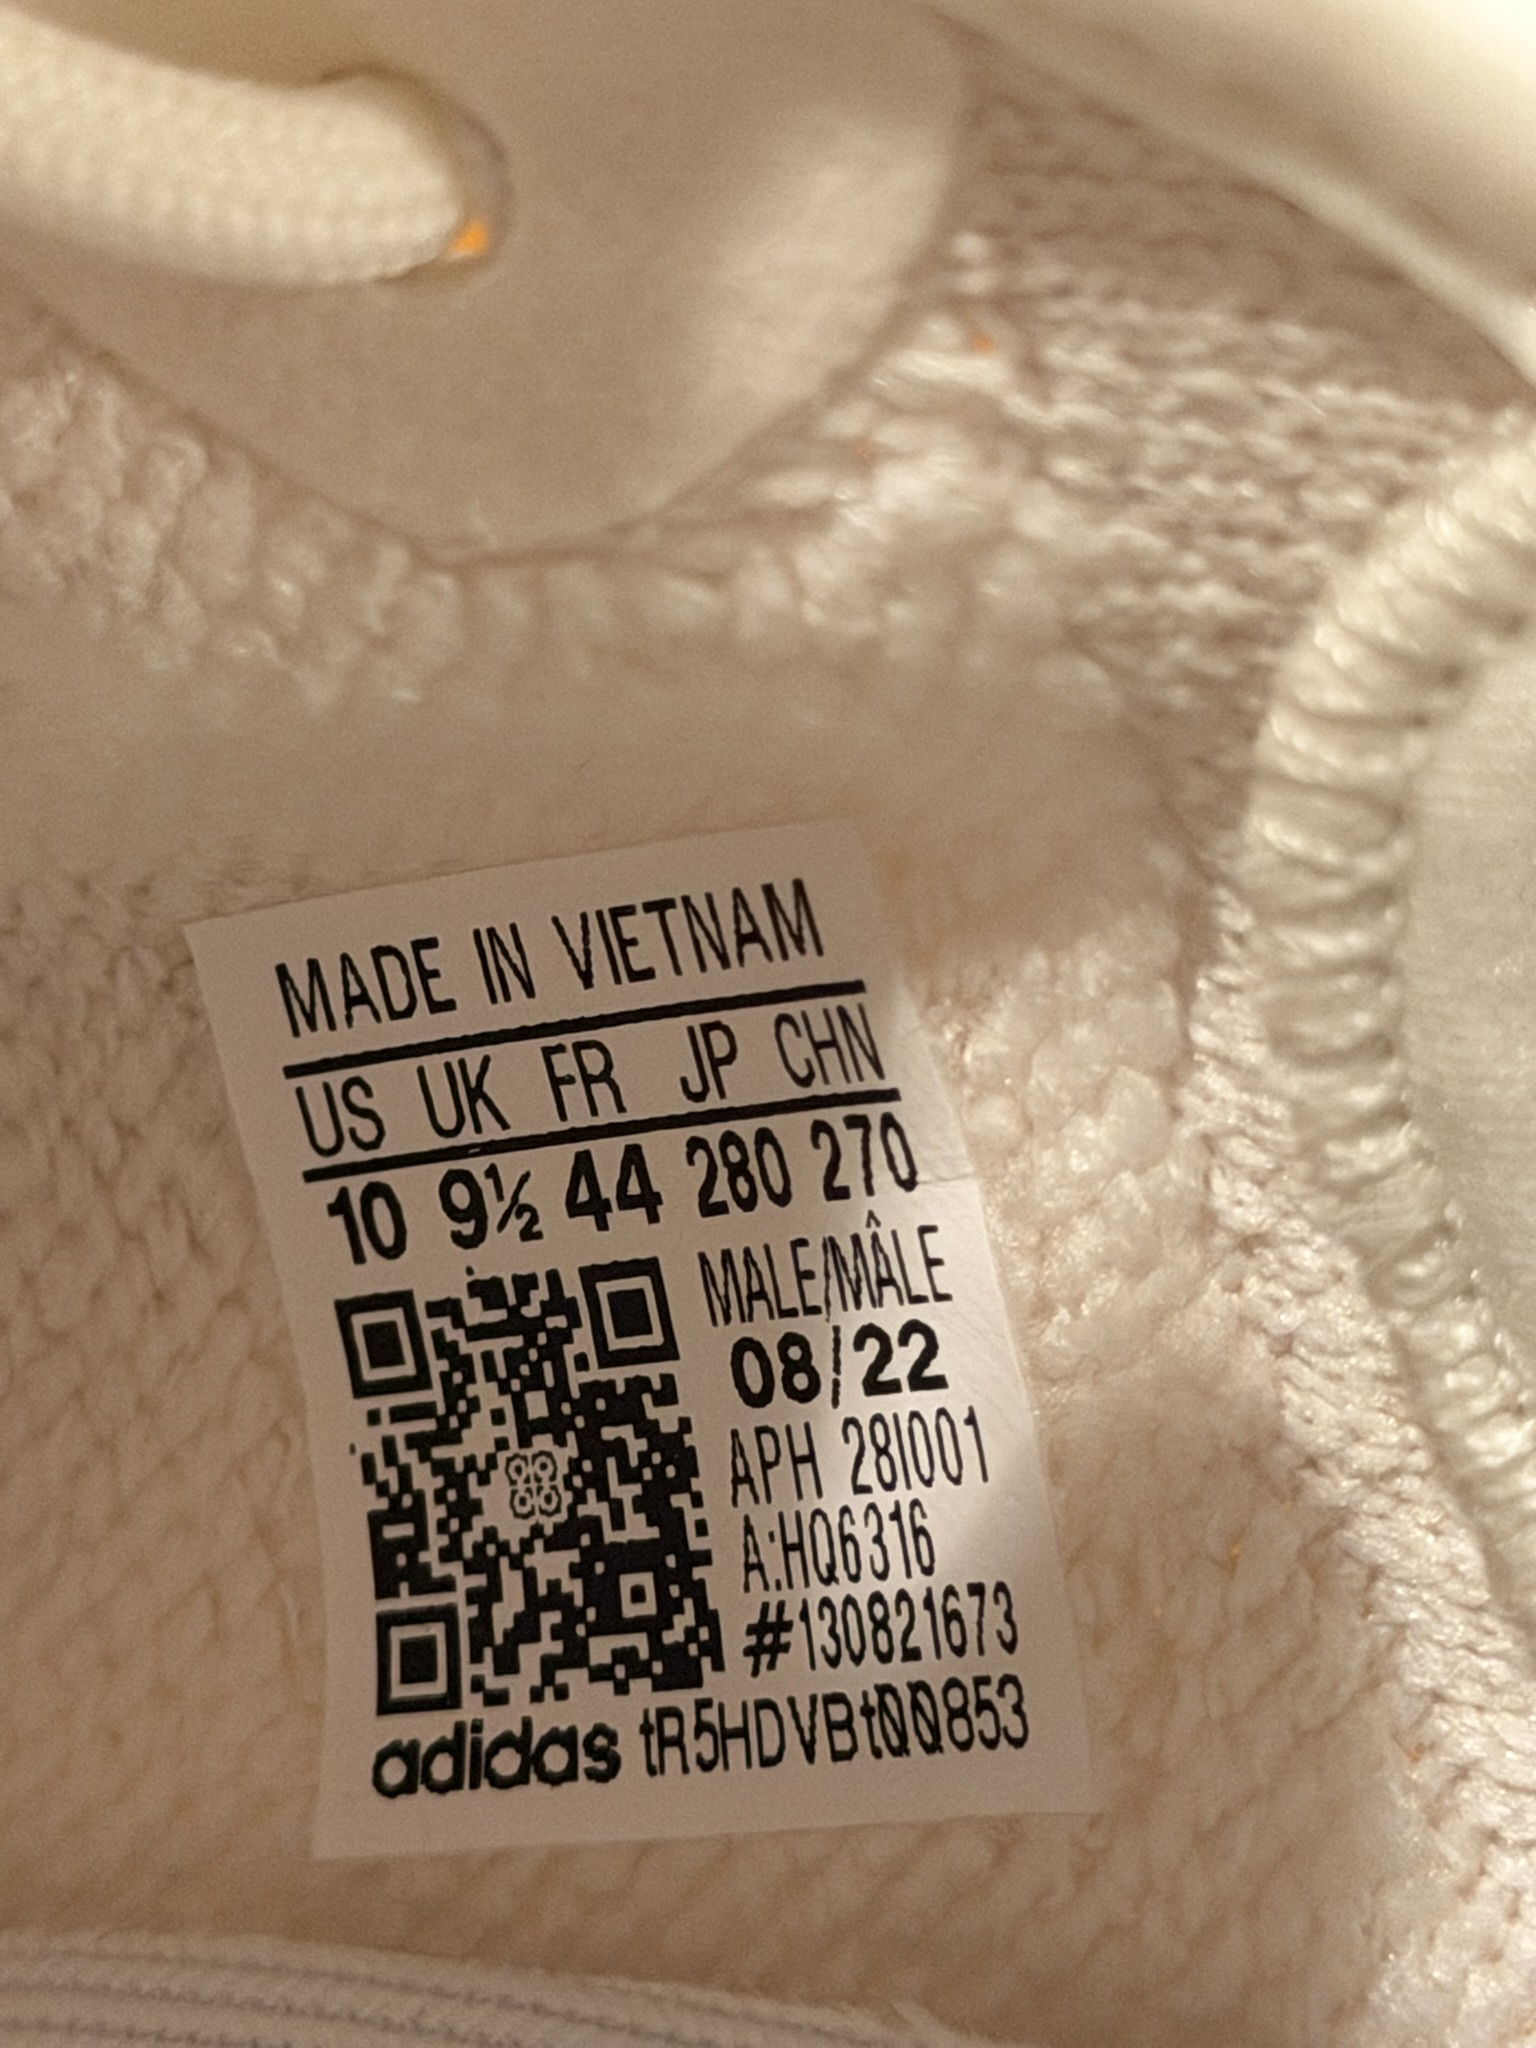 MADE IN VIETNAM
US UK FR JP CHN
10 9½ 44 280 270
MALE/MÂLE
08/22
APH 28I001
A:HQ6316
#130821673
adidas tR5HDVBt00853